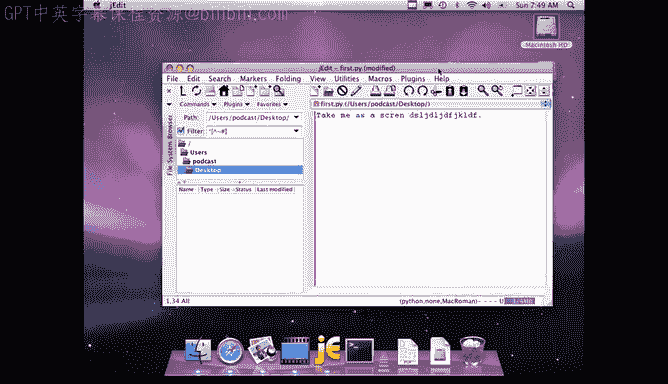 GPT中英字幕课程资源@bilibili.com
jEdit
Sun 7:49 AM
Macintosh HD
jEdit - first.py (modified)
File Edit Search Markers Folding View Utilities Macros Plugins Help
Commands Plugins Favorites
first.py (/Users/podcast/Desktop/)
Path: /Users/podcast/Desktop/
Take me as a scren dsljdljdfjkldf.
Filter:
File System Browser
/
Users
podcast
Desktop
Name Type Size Status Last Modified
1,34 All
(python,none,MacRoman)- - - - U
jE